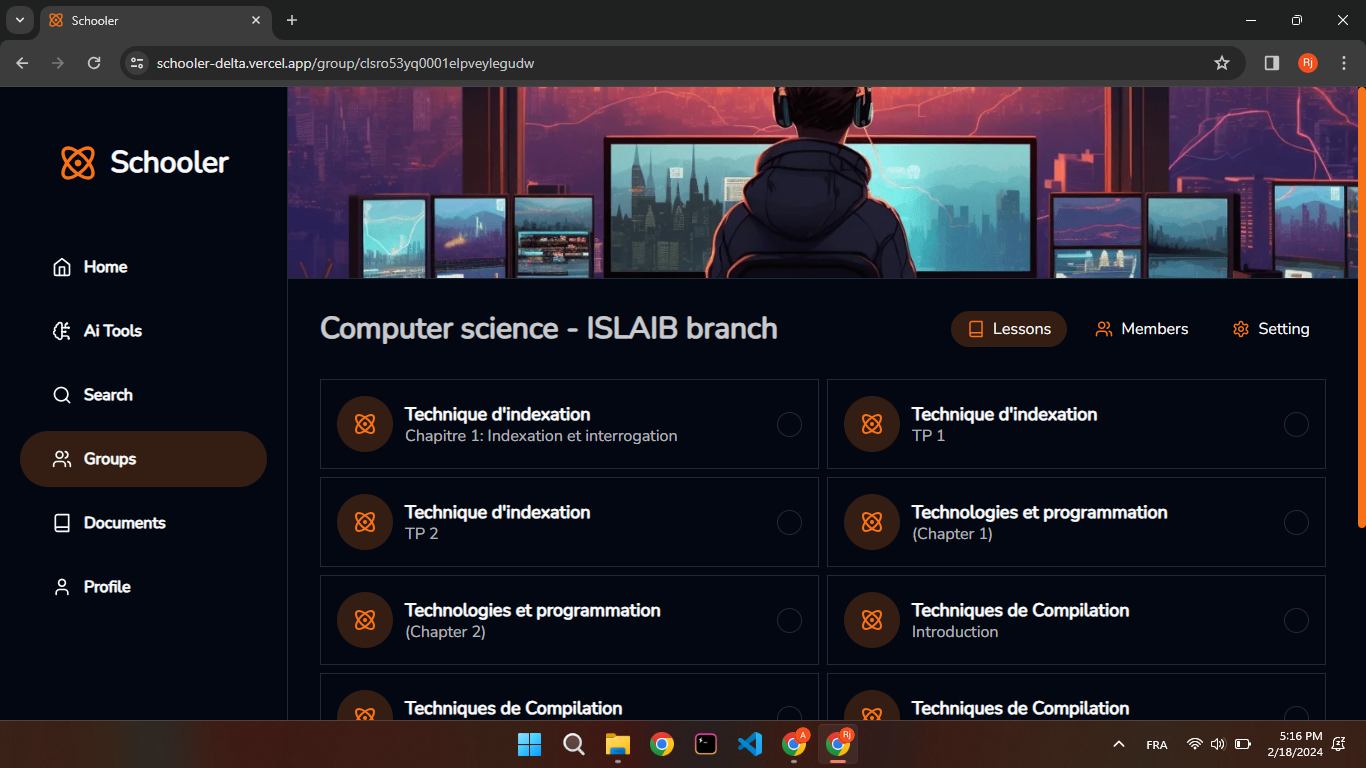 Schooler
schooler-delta.vercel.app/group/clsro53yq0001elpveylegudw
Rj
Schooler
Home
Ai Tools
Search
Groups
Documents
Profile
Computer science - ISLAIB branch
Lessons
Members
Setting
Technique d'indexation
Chapitre 1: Indexation et interrogation
Technique d'indexation
TP 1
Technique d'indexation
TP 2
Technologies et programmation
(Chapter 1)
Technologies et programmation
(Chapter 2)
Techniques de Compilation
Introduction
Techniques de Compilation
Techniques de Compilation
A
Rj
FRA
5:16 PM
2/18/2024